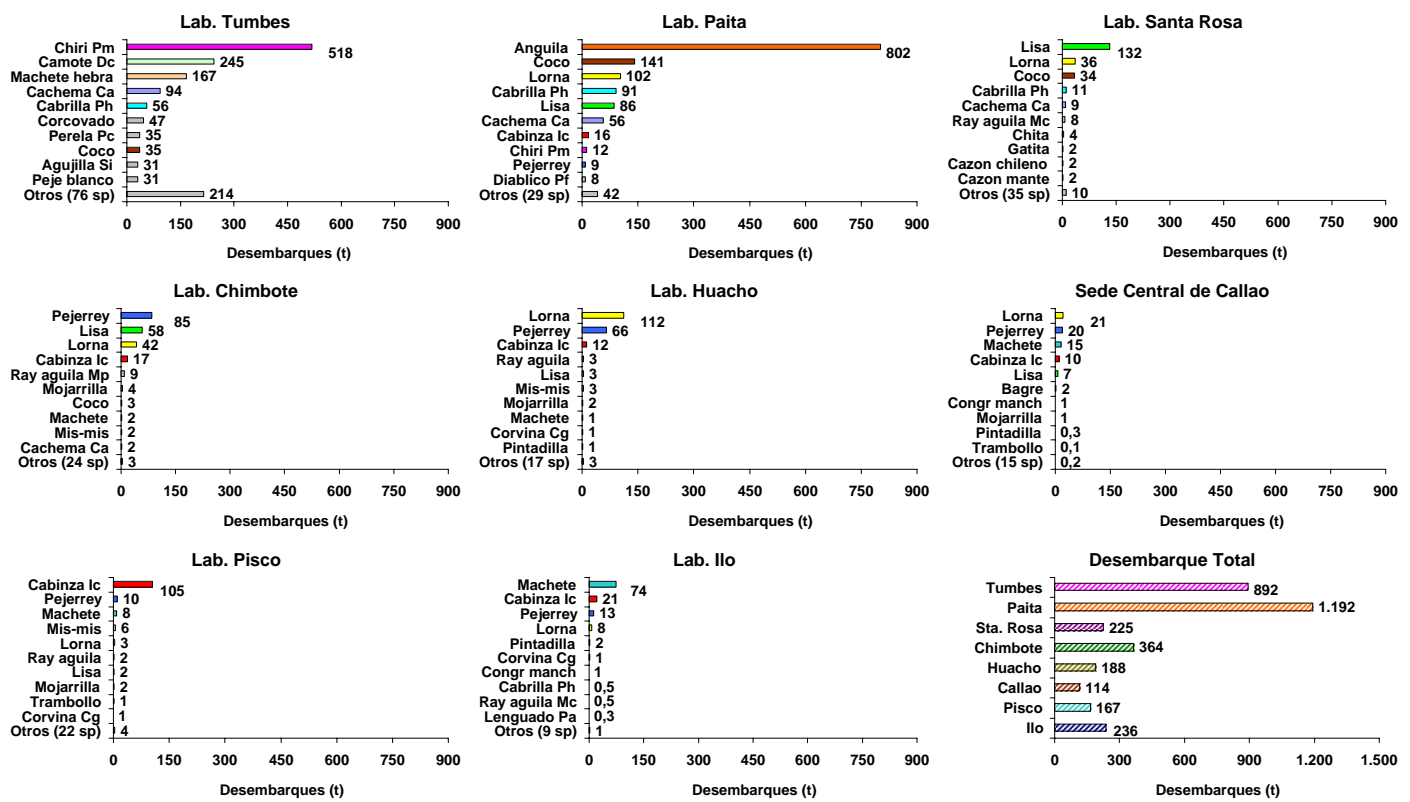 Lab. Tumbes
Chiri Pm 518
Camote Dc 245
Machete hebra 167
Cachema Ca 94
Cabrilla Ph 56
Corcovado 47
Perela Pc 35
Coco 35
Agujilla Si 31
Peje blanco 31
Otros (76 sp) 214
0 150 300 450 600 750 900
Desembarques (t)
Lab. Paita
Anguila 802
Coco 141
Lorna 102
Cabrilla Ph 91
Lisa 86
Cachema Ca 56
Cabinza Ic 16
Chiri Pm 12
Pejerrey 9
Diablico Pf 8
Otros (29 sp) 42
0 150 300 450 600 750 900
Desembarques (t)
Lab. Santa Rosa
Lisa 132
Lorna 36
Coco 34
Cabrilla Ph 11
Cachema Ca 9
Ray aguila Mc 8
Chita 4
Gatita 2
Cazon chileno 2
Cazon mante 2
Otros (35 sp) 10
0 150 300 450 600 750 900
Desembarques (t)
Lab. Chimbote
Pejerrey 85
Lisa 58
Lorna 42
Cabinza Ic 17
Ray aguila Mp 9
Mojarrilla 4
Coco 3
Machete 2
Mis-mis 2
Cachema Ca 2
Otros (24 sp) 3
0 150 300 450 600 750 900
Desembarques (t)
Lab. Huacho
Lorna 112
Pejerrey 66
Cabinza Ic 12
Ray aguila 3
Lisa 3
Mis-mis 3
Mojarrilla 2
Machete 1
Corvina Cg 1
Pintadilla 1
Otros (17 sp) 3
0 150 300 450 600 750 900
Desembarques (t)
Sede Central de Callao
Lorna 21
Pejerrey 20
Machete 15
Cabinza Ic 10
Lisa 7
Bagre 2
Congr manch 1
Mojarrilla 1
Pintadilla 0,3
Trambollo 0,1
Otros (15 sp) 0,2
0 150 300 450 600 750 900
Desembarques (t)
Lab. Pisco
Cabinza Ic 105
Pejerrey 10
Machete 8
Mis-mis 6
Lorna 3
Ray aguila 2
Lisa 2
Mojarrilla 2
Trambollo 1
Corvina Cg 1
Otros (22 sp) 4
0 150 300 450 600 750 900
Desembarques (t)
Lab. Ilo
Machete 74
Cabinza Ic 21
Pejerrey 13
Lorna 8
Pintadilla 2
Corvina Cg 1
Congr manch 1
Cabrilla Ph 0,5
Ray aguila Mc 0,5
Lenguado Pa 0,3
Otros (9 sp) 1
0 150 300 450 600 750 900
Desembarques (t)
Desembarque Total
Tumbes 892
Paita 1.192
Sta. Rosa 225
Chimbote 364
Huacho 188
Callao 114
Pisco 167
Ilo 236
0 300 600 900 1.200 1.500
Desembarques (t)